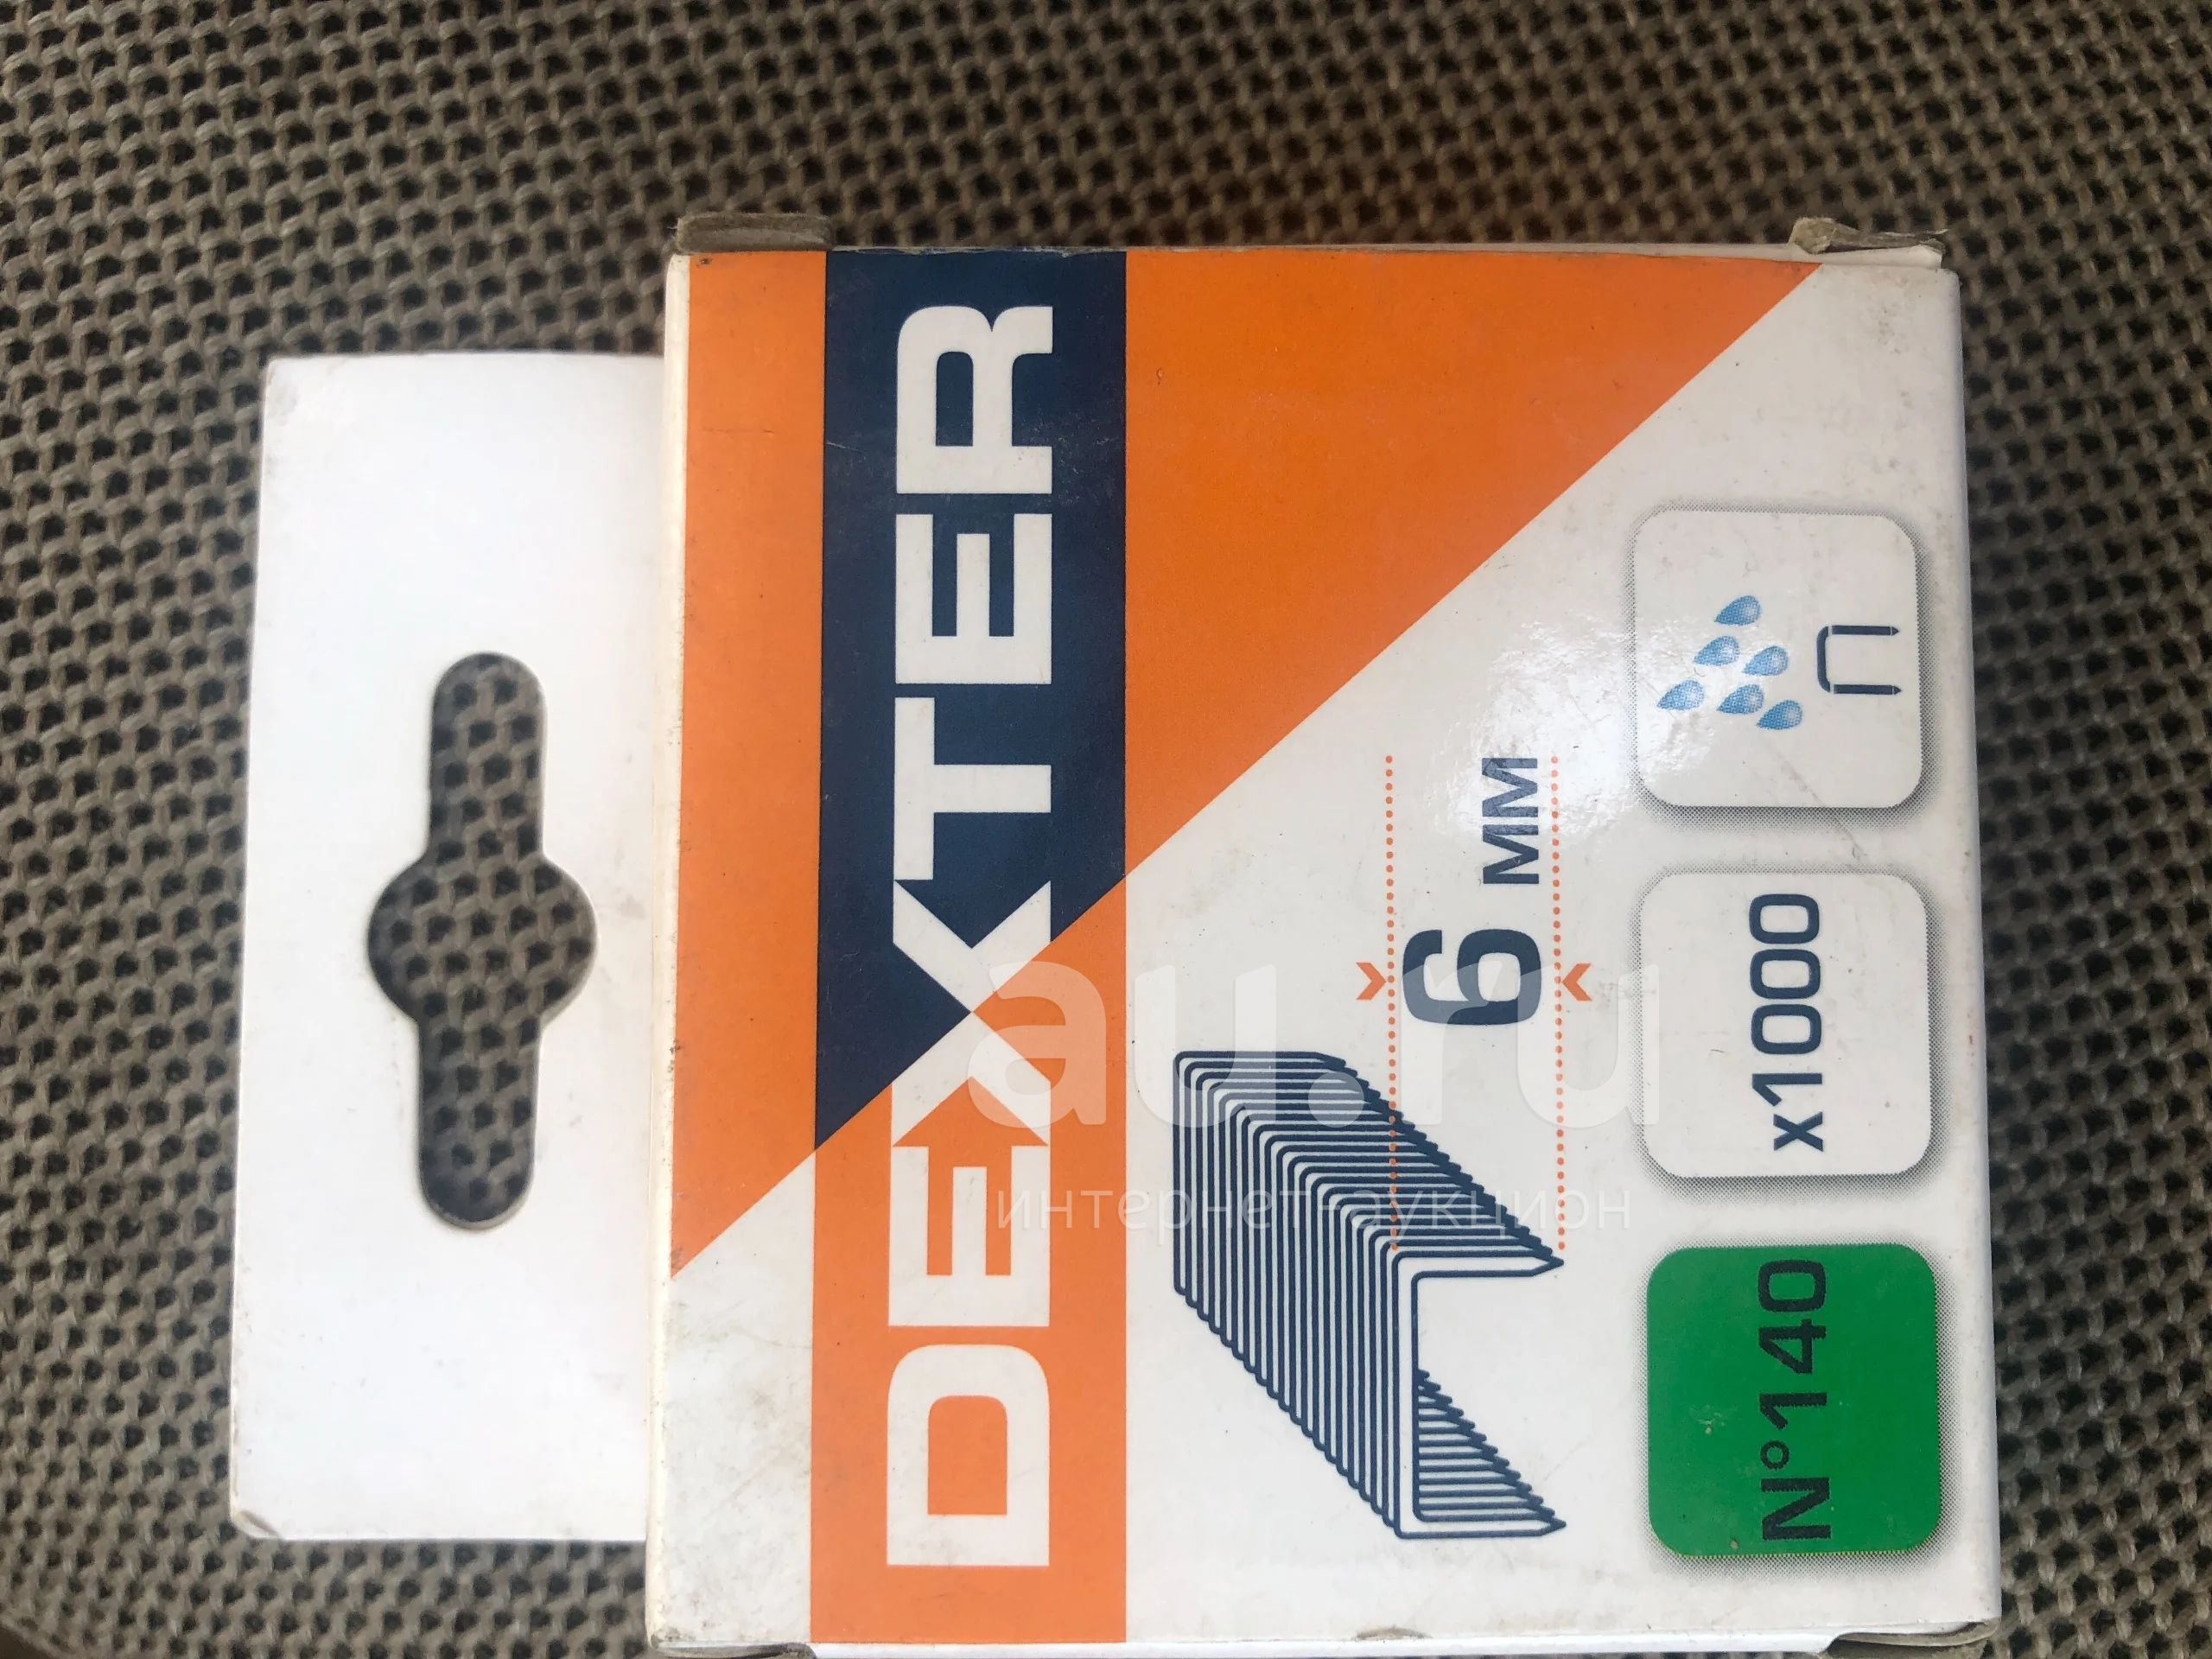 DEXTER
6 мм
N°140
x1000
au.ru
интернет-аукцион